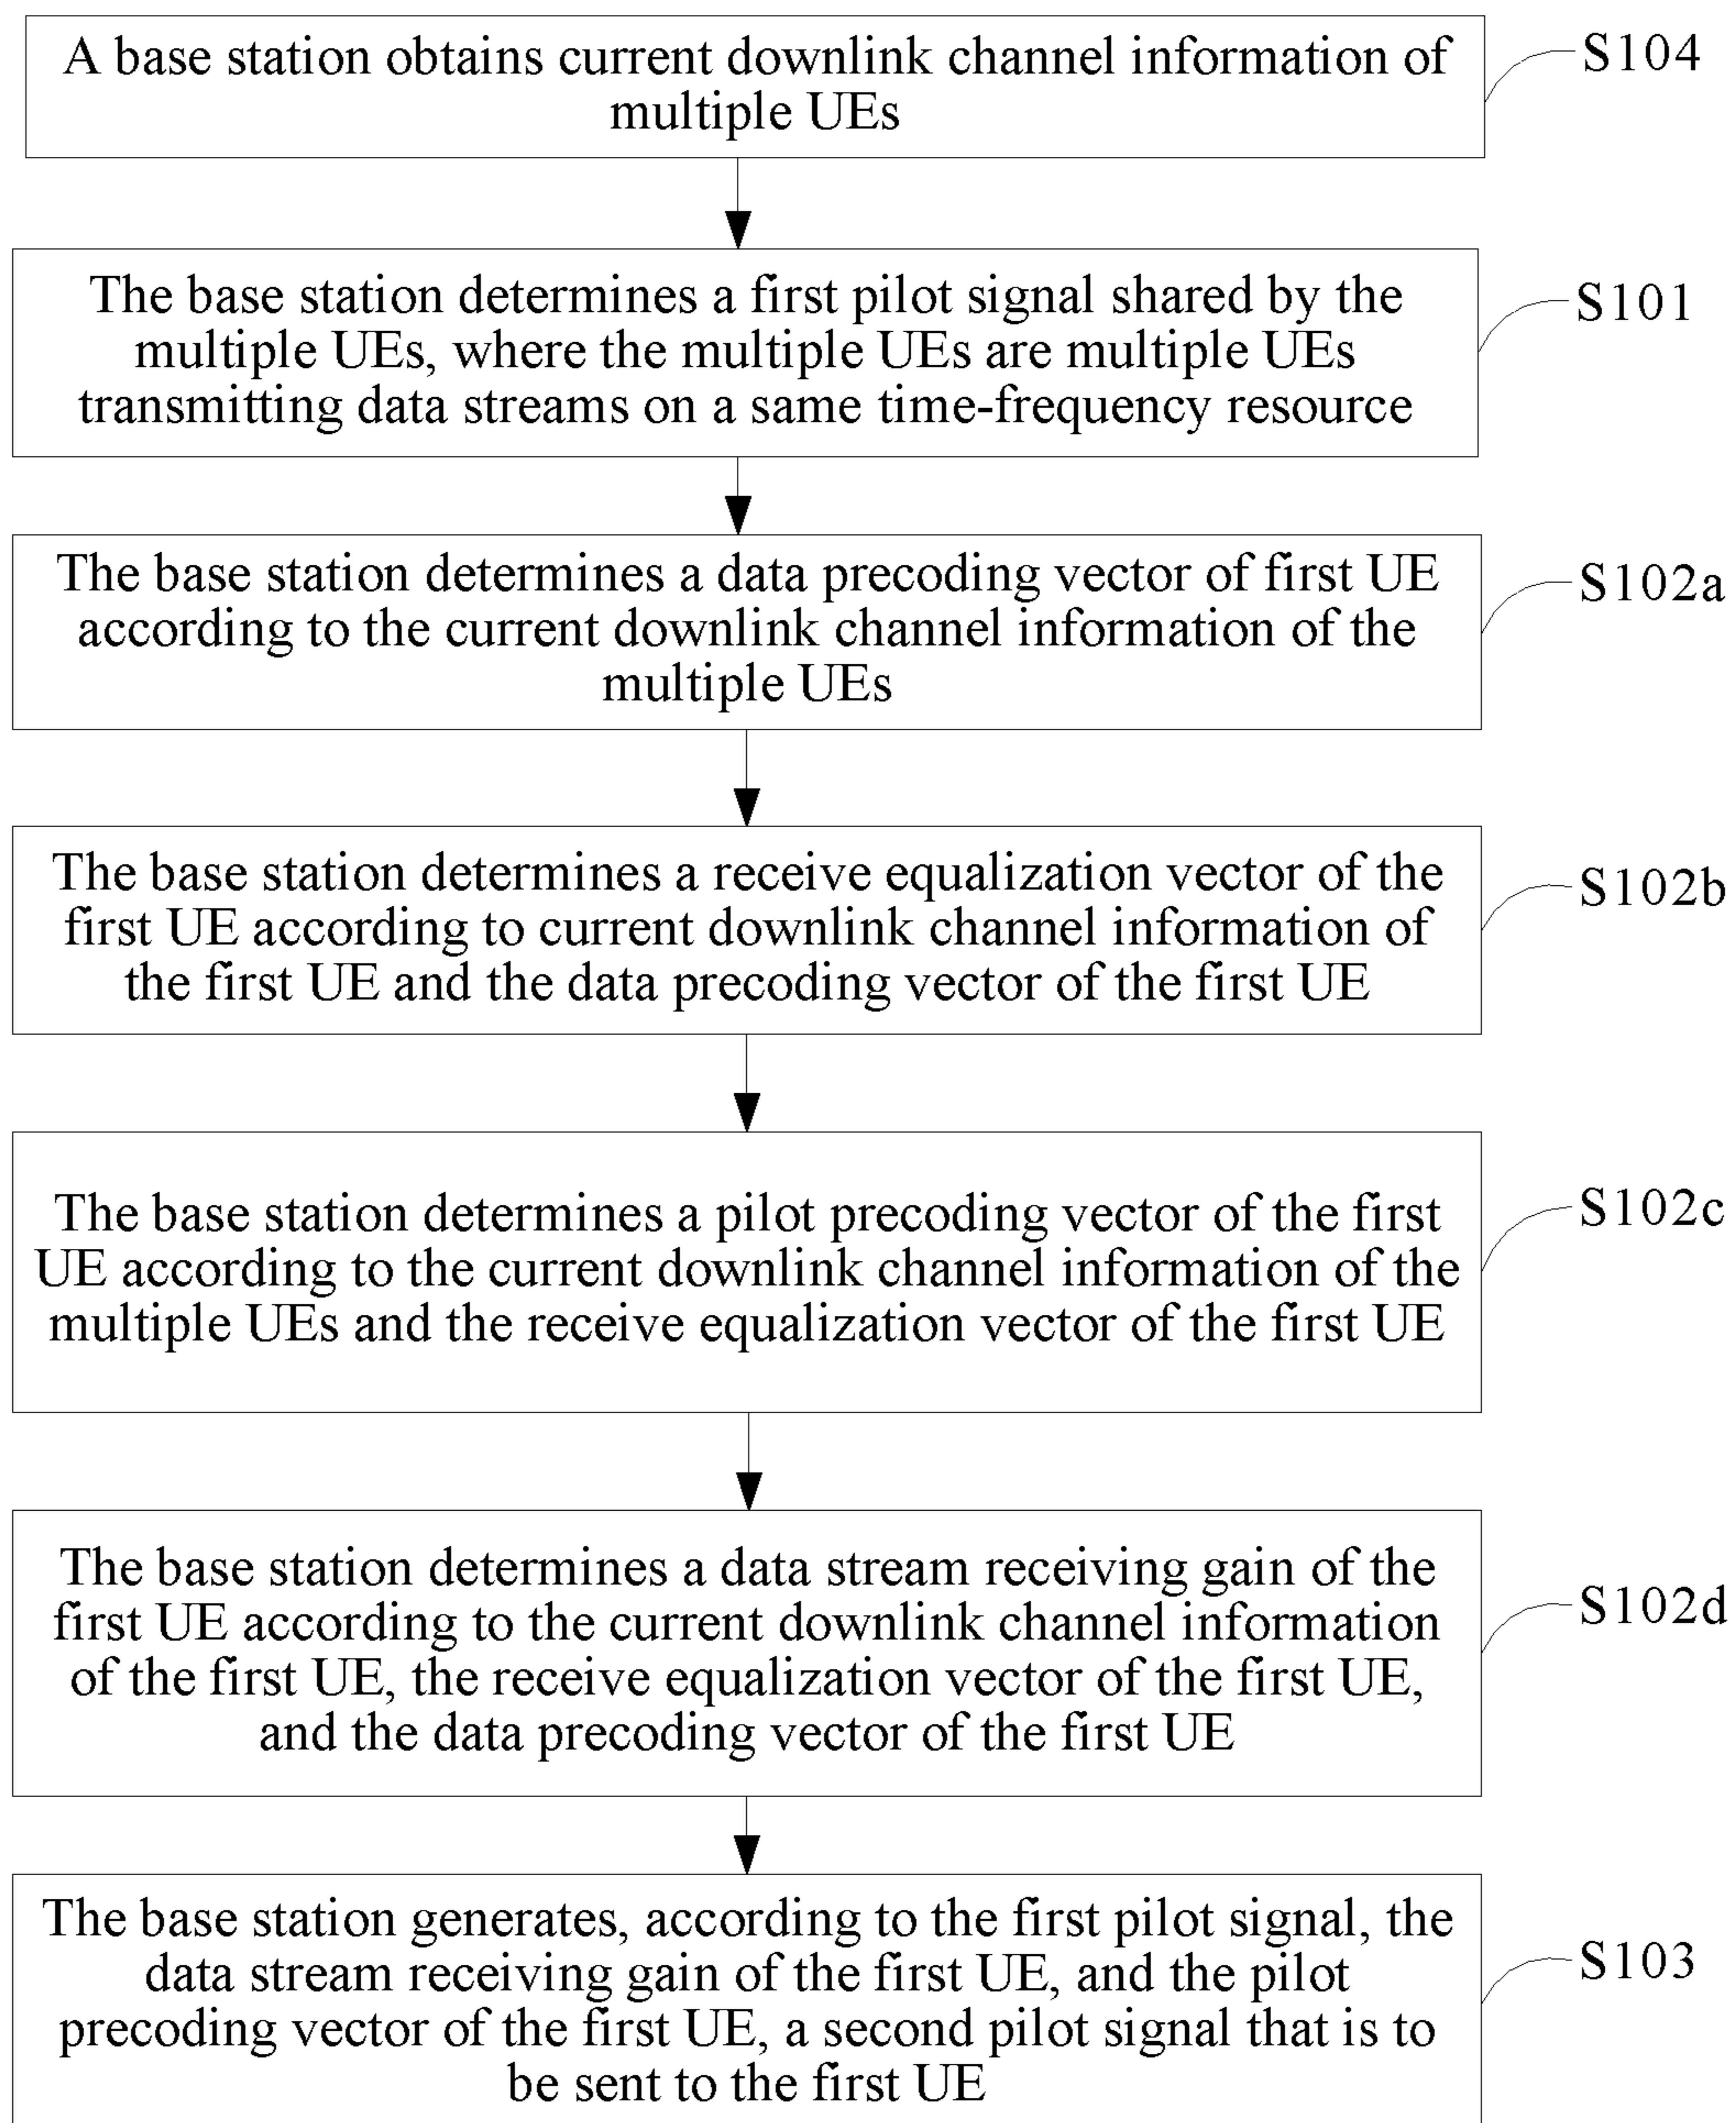 A base station obtains current downlink channel information of
multiple UEs
S104
The base station determines a first pilot signal shared by the
multiple UEs, where the multiple UEs are multiple UEs
transmitting data streams on a same time-frequency resource
S101
The base station determines a data precoding vector of first UE
according to the current downlink channel information of the
multiple UEs
S102a
The base station determines a receive equalization vector of the
first UE according to current downlink channel information of
the first UE and the data precoding vector of the first UE
S102b
The base station determines a pilot precoding vector of the first
UE according to the current downlink channel information of the
multiple UEs and the receive equalization vector of the first UE
S102c
The base station determines a data stream receiving gain of the
first UE according to the current downlink channel information
of the first UE, the receive equalization vector of the first UE,
and the data precoding vector of the first UE
S102d
The base station generates, according to the first pilot signal, the
data stream receiving gain of the first UE, and the pilot
precoding vector of the first UE, a second pilot signal that is to
be sent to the first UE
S103